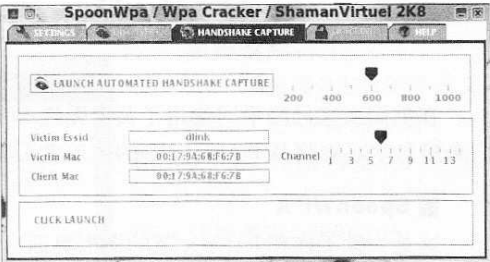 SpoonWpa / Wpa Cracker / ShamanVirtuel 2K8
SETTINGS HANDSHAKE CAPTURE HELP
LAUNCH AUTOMATED HANDSHAKE CAPTURE
200 400 600 800 1000
Victim Essid dlink
Victim Mac 00:17:9A:68:F6:7B
Channel 1 3 5 7 9 11 13
Client Mac 00:17:9A:68:F6:7B
CLICK LAUNCH